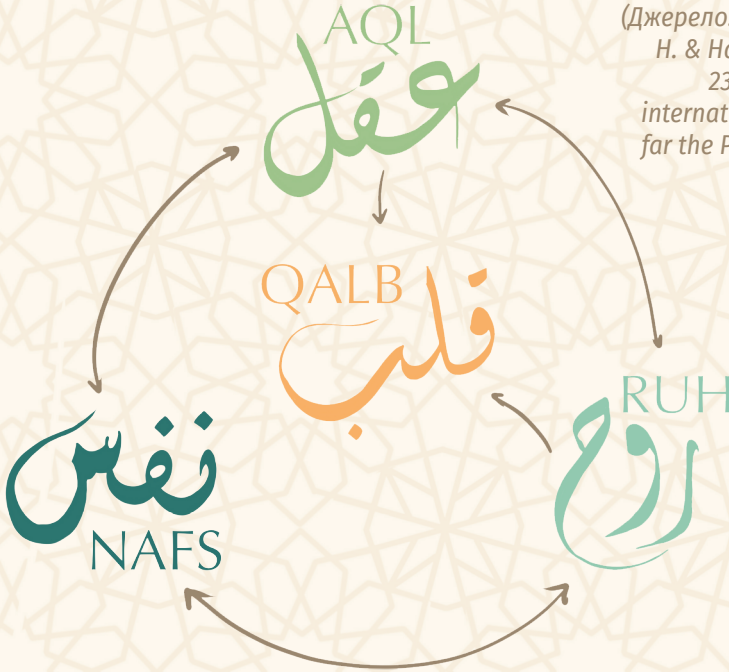 AQL
عقل
(Джерело:
H. & Ha
23
internat
far the P
QALB
قلب
RUH
روح
نفس
NAFS